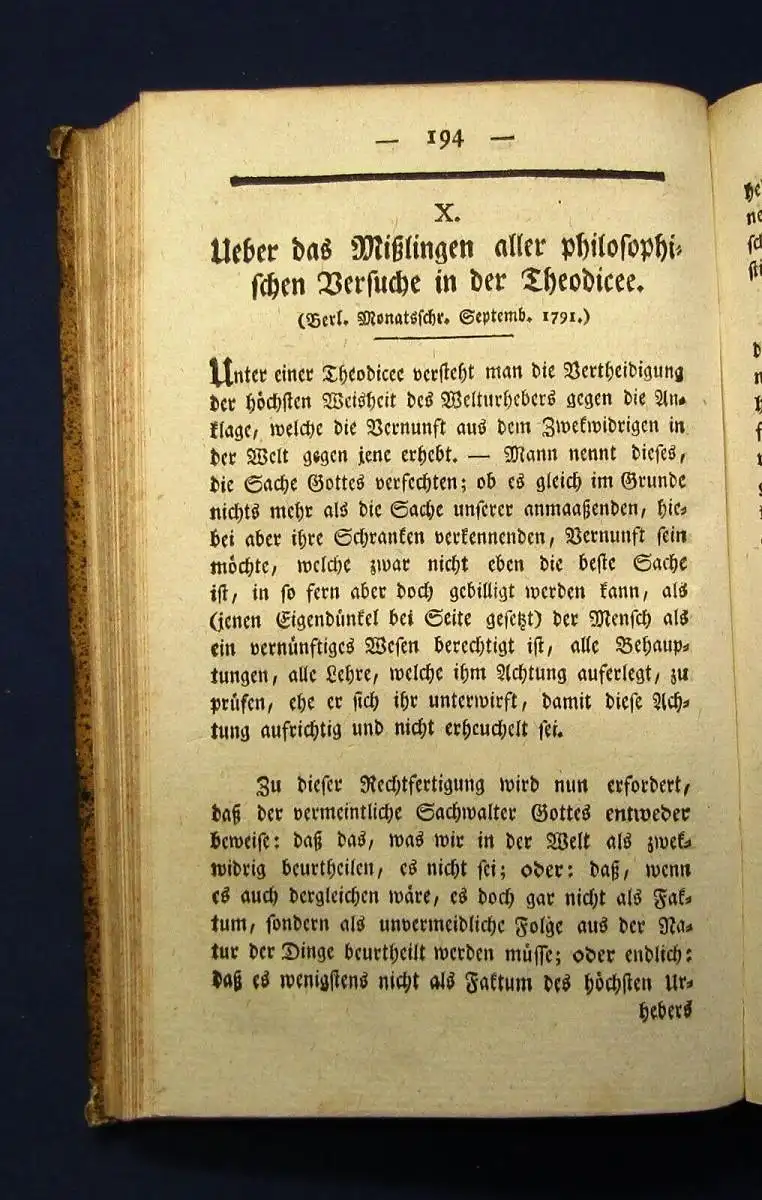 — 194 —
X.
Ueber das Mißlingen aller philosophi-
schen Versuche in der Theodicee.
(Berl. Monatsschr. Septemb. 1791.)
Unter einer Theodicee versteht man die Vertheidigung
der höchsten Weisheit des Welturhebers gegen die An-
klage, welche die Vernunft aus dem Zwekwidrigen in
der Welt gegen jene erhebt. — Mann nennt dieses,
die Sache Gottes verfechten; ob es gleich im Grunde
nichts mehr als die Sache unserer anmaaßenden, hie-
bei aber ihre Schranken verkennenden, Vernunft sein
möchte, welche zwar nicht eben die beste Sache
ist, in so fern aber doch gebilligt werden kann, als
(jenen Eigendünkel bei Seite gesetzt) der Mensch als
ein vernünftiges Wesen berechtigt ist, alle Behaup-
tungen, alle Lehre, welche ihm Achtung auferlegt, zu
prüfen, ehe er sich ihr unterwirft, damit diese Ach-
tung aufrichtig und nicht erheuchelt sei.
Zu dieser Rechtfertigung wird nun erfordert,
daß der vermeintliche Sachwalter Gottes entweder
beweise: daß das, was wir in der Welt als zwek-
widrig beurtheilen, es nicht sei; oder: daß, wenn
es auch dergleichen wäre, es doch gar nicht als Fak-
tum, sondern als unvermeidliche Folge aus der Na-
tur der Dinge beurtheilt werden müsse; oder endlich:
daß es wenigstens nicht als Faktum des höchsten Ur-
hebers